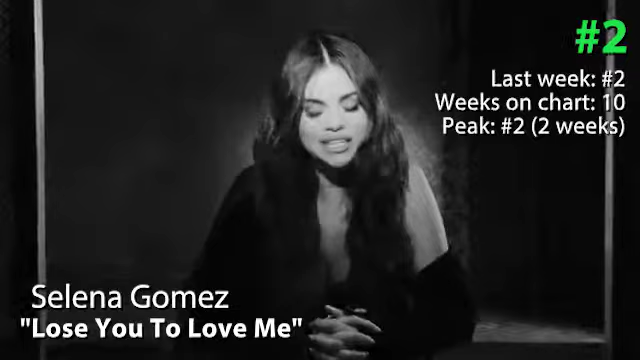 #2
Last week: #2
Weeks on chart: 10
Peak: #2 (2 weeks)
Selena Gomez
"Lose You To Love Me"